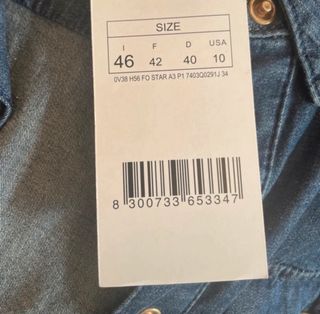 SIZE
I F D USA
46 42 40 10
0V38 H56 FO STAR A3 P1 7403Q0291J 34
8 300733 653347